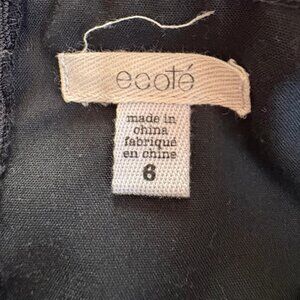 ecoté
made in
china
fabriqué
en chine
6